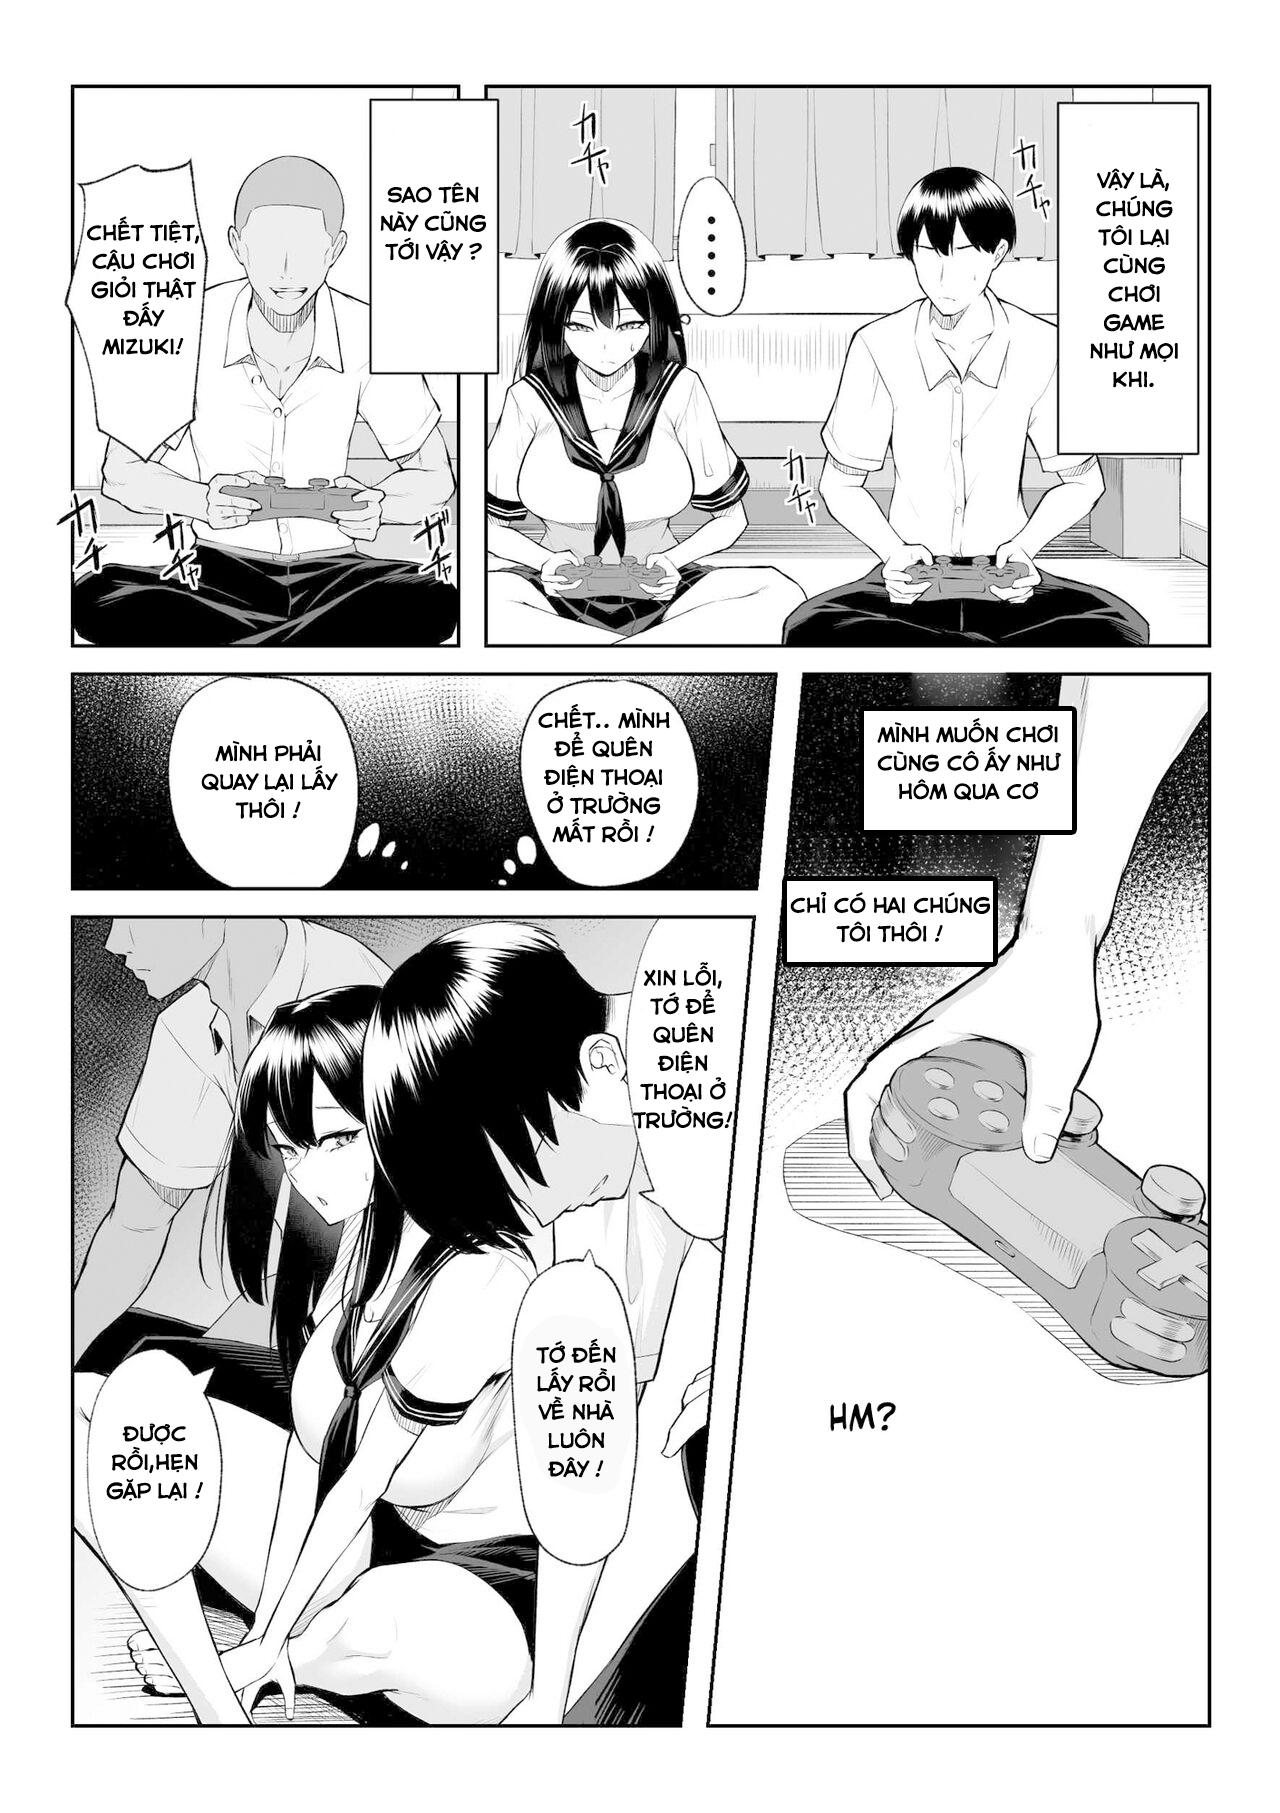 VẬY LÀ,
CHÚNG
TÔI LẠI
CÙNG
CHƠI
GAME
NHƯ MỌI
KHI.
カチャ
カチャ
カチャ
SAO TÊN
NÀY CŨNG
TỚI VẬY ?
CHẾT TIỆT,
CẬU CHƠI
GIỎI THẬT
ĐẤY
MIZUKI!
ガチャ
カチャ
カチ
MÌNH MUỐN CHƠI
CÙNG CÔ ẤY NHƯ
HÔM QUA CƠ
CHỈ CÓ HAI CHÚNG
TÔI THÔI !
HM?
CHẾT.. MÌNH
ĐỂ QUÊN
ĐIỆN THOẠI
Ở TRƯỜNG
MẤT RỒI !
MÌNH PHẢI
QUAY LẠI LẤY
THÔI !
XIN LỖI,
TỚ ĐỂ
QUÊN
ĐIỆN
THOẠI Ở
TRƯỜNG!
TỚ ĐẾN
LẤY RỒI
VỀ NHÀ
LUÔN
ĐÂY !
ĐƯỢC
RỒI,HẸN
GẶP LẠI !